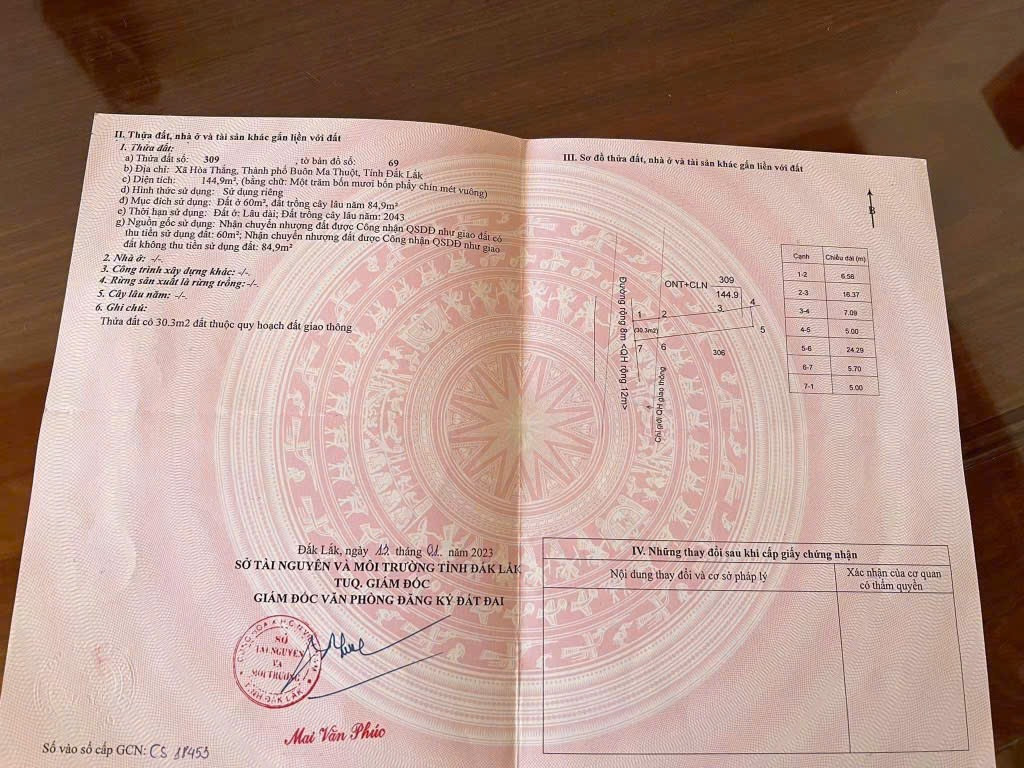 II. Thửa đất, nhà ở và tài sản khác gắn liền với đất
1. Thửa đất:
a) Thửa đất số: 309 , tờ bản đồ số: 69
b) Địa chỉ: Xã Hòa Thắng, Thành phố Buôn Ma Thuột, Tỉnh Đắk Lắk
c) Diện tích: 144,9m², (bằng chữ: Một trăm bốn mươi bốn phẩy chín mét vuông)
d) Hình thức sử dụng: Sử dụng riêng
đ) Mục đích sử dụng: Đất ở 60m², đất trồng cây lâu năm 84,9m²
e) Thời hạn sử dụng: Đất ở: Lâu dài; Đất trồng cây lâu năm: 2043
g) Nguồn gốc sử dụng: Nhận chuyển nhượng đất được Công nhận QSDĐ như giao đất có
thu tiền sử dụng đất: 60m²; Nhận chuyển nhượng đất được Công nhận QSDĐ như giao
đất không thu tiền sử dụng đất: 84,9m²
2. Nhà ở: -/-.
3. Công trình xây dựng khác: -/-.
4. Rừng sản xuất là rừng trồng: -/-.
5. Cây lâu năm: -/-.
6. Ghi chú:
Thửa đất có 30.3m2 đất thuộc quy hoạch đất giao thông
Đắk Lắk, ngày 12 tháng 01 năm 2023
SỞ TÀI NGUYÊN VÀ MÔI TRƯỜNG TỈNH ĐẮK LẮK
TUQ. GIÁM ĐỐC
GIÁM ĐỐC VĂN PHÒNG ĐĂNG KÝ ĐẤT ĐAI
SỞ
TÀI NGUYÊN
VÀ
MÔI TRƯỜNG
TỈNH ĐẮK LẮK
Mai Văn Phúc
Số vào sổ cấp GCN: CS 18453
III. Sơ đồ thửa đất, nhà ở và tài sản khác gắn liền với đất
B
Đường rộng 8m <QH rộng 12m>
ONT+CLN 309
144.9
1 2 3 4
(30.3m2)
5
7 6
306
Chỉ giới QH giao thông
Cạnh Chiều dài (m)
1-2 6.56
2-3 16.37
3-4 7.09
4-5 5.00
5-6 24.29
6-7 5.70
7-1 5.00
IV. Những thay đổi sau khi cấp giấy chứng nhận
Nội dung thay đổi và cơ sở pháp lý
Xác nhận của cơ quan
có thẩm quyền